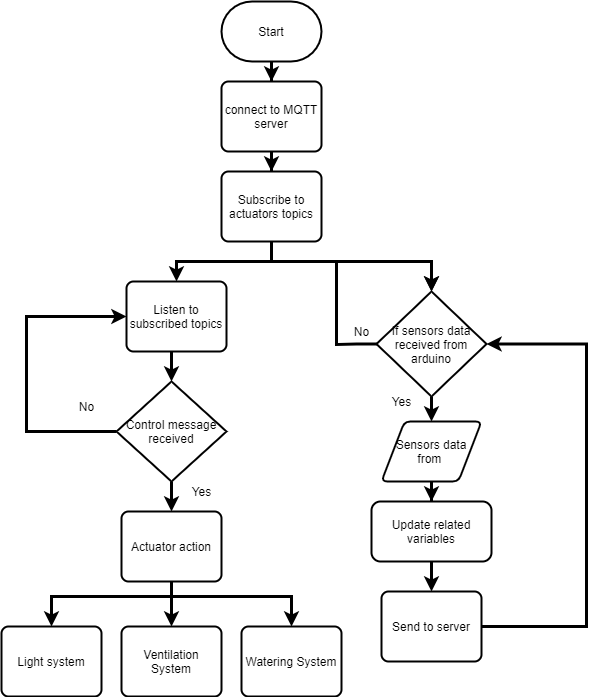 Start
connect to MQTT
server
Subscribe to
actuators topics
Listen to
subscribed topics
No
If sensors data
received from
arduino
No
Control message
received
Yes
Yes
Sensors data
from
Actuator action
Update related
variables
Send to server
Light system
Ventilation
System
Watering System